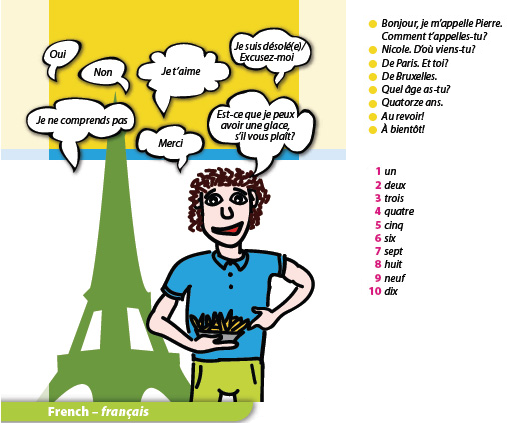 Oui
Non
Je t'aime
Je suis désolé(e)/
Excusez-moi
Je ne comprends pas
Merci
Est-ce que je peux
avoir une glace,
s'il vous plaît?
Bonjour, je m'appelle Pierre.
Comment t'appelles-tu?
Nicole. D'où viens-tu?
De Paris. Et toi?
De Bruxelles.
Quel âge as-tu?
Quatorze ans.
Au revoir!
À bientôt!
1 un
2 deux
3 trois
4 quatre
5 cinq
6 six
7 sept
8 huit
9 neuf
10 dix
French – français